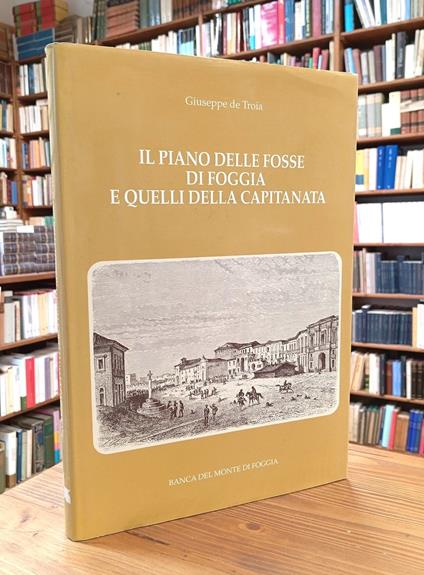 Giuseppe de Troia
IL PIANO DELLE FOSSE
DI FOGGIA
E QUELLI DELLA CAPITANATA
BANCA DEL MONTE DI FOGGIA